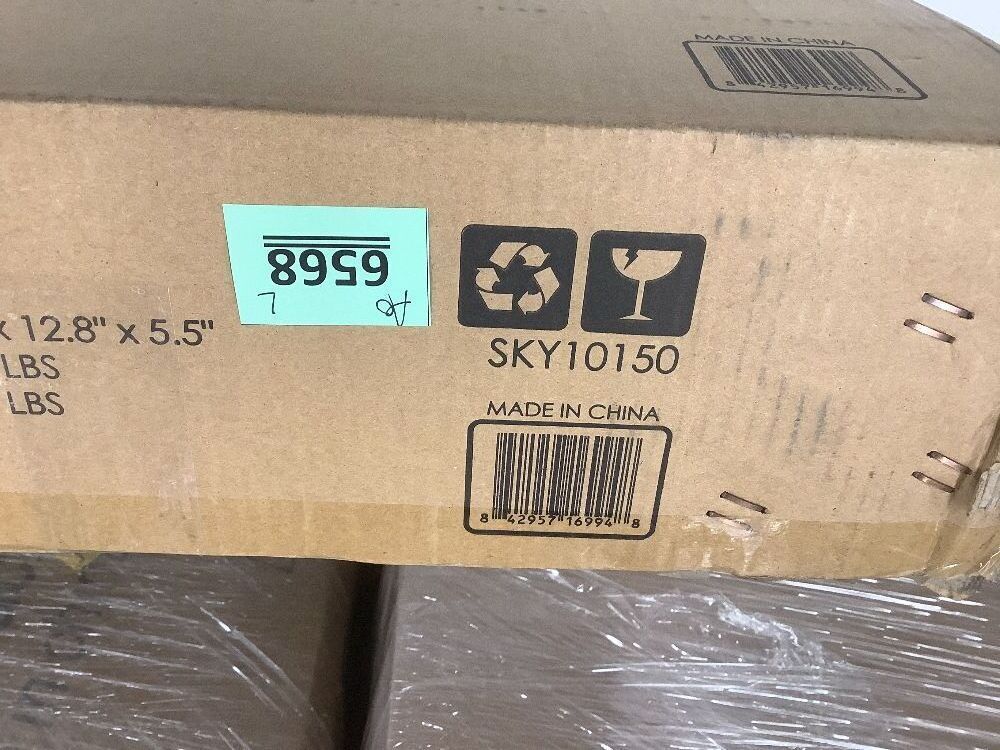 MADE IN CHINA
8 42957 16994 8
6568
x 12.8" x 5.5"
LBS
LBS
SKY10150
MADE IN CHINA
8 42957 16994 8